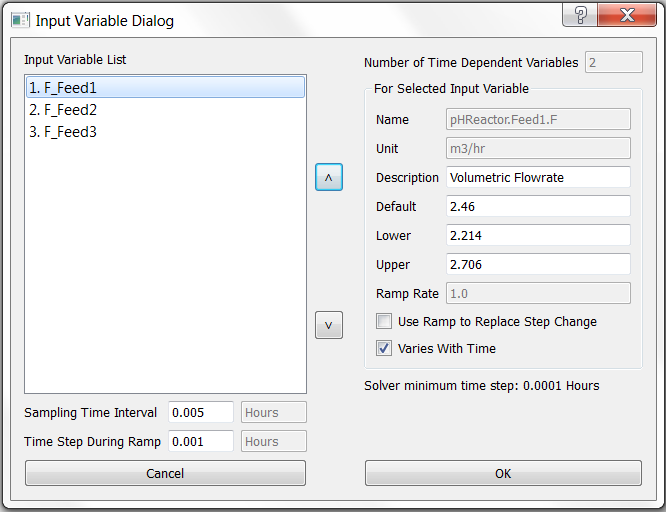 Input Variable Dialog
?
X
Input Variable List
1. F_Feed1
2. F_Feed2
3. F_Feed3
^
v
Sampling Time Interval 0.005 Hours
Time Step During Ramp 0.001 Hours
Cancel
Number of Time Dependent Variables 2
For Selected Input Variable
Name pHReactor.Feed1.F
Unit m3/hr
Description Volumetric Flowrate
Default 2.46
Lower 2.214
Upper 2.706
Ramp Rate 1.0
Use Ramp to Replace Step Change
Varies With Time
Solver minimum time step: 0.0001 Hours
OK